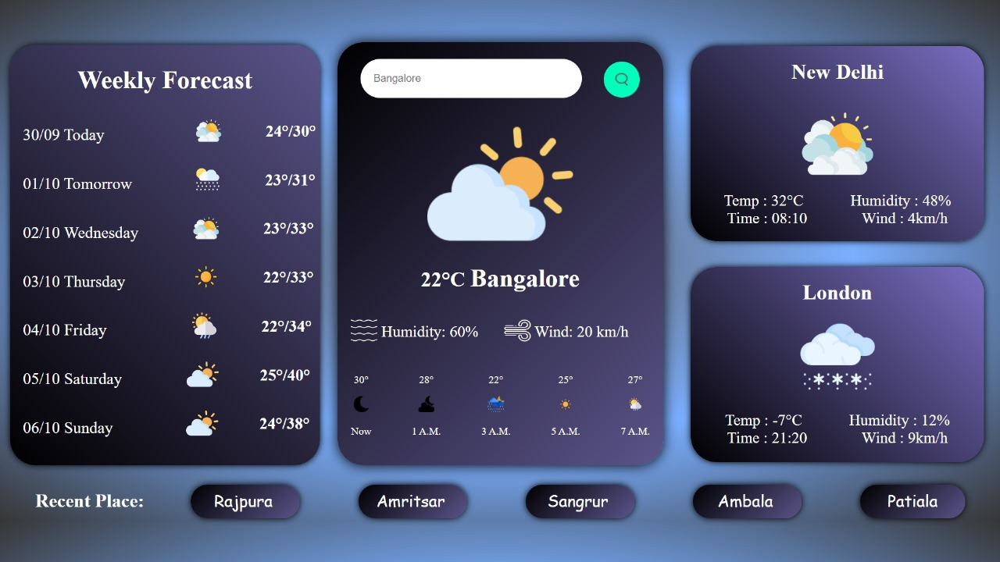 Weekly Forecast
30/09 Today 24°/30°
01/10 Tomorrow 23°/31°
02/10 Wednesday 23°/33°
03/10 Thursday 22°/33°
04/10 Friday 22°/34°
05/10 Saturday 25°/40°
06/10 Sunday 24°/38°
Bangalore
22°C Bangalore
Humidity: 60% Wind: 20 km/h
30° 28° 22° 25° 27°
Now 1 A.M. 3 A.M. 5 A.M. 7 A.M.
New Delhi
Temp : 32°C Humidity : 48%
Time : 08:10 Wind : 4km/h
London
Temp : -7°C Humidity : 12%
Time : 21:20 Wind : 9km/h
Recent Place: Rajpura Amritsar Sangrur Ambala Patiala